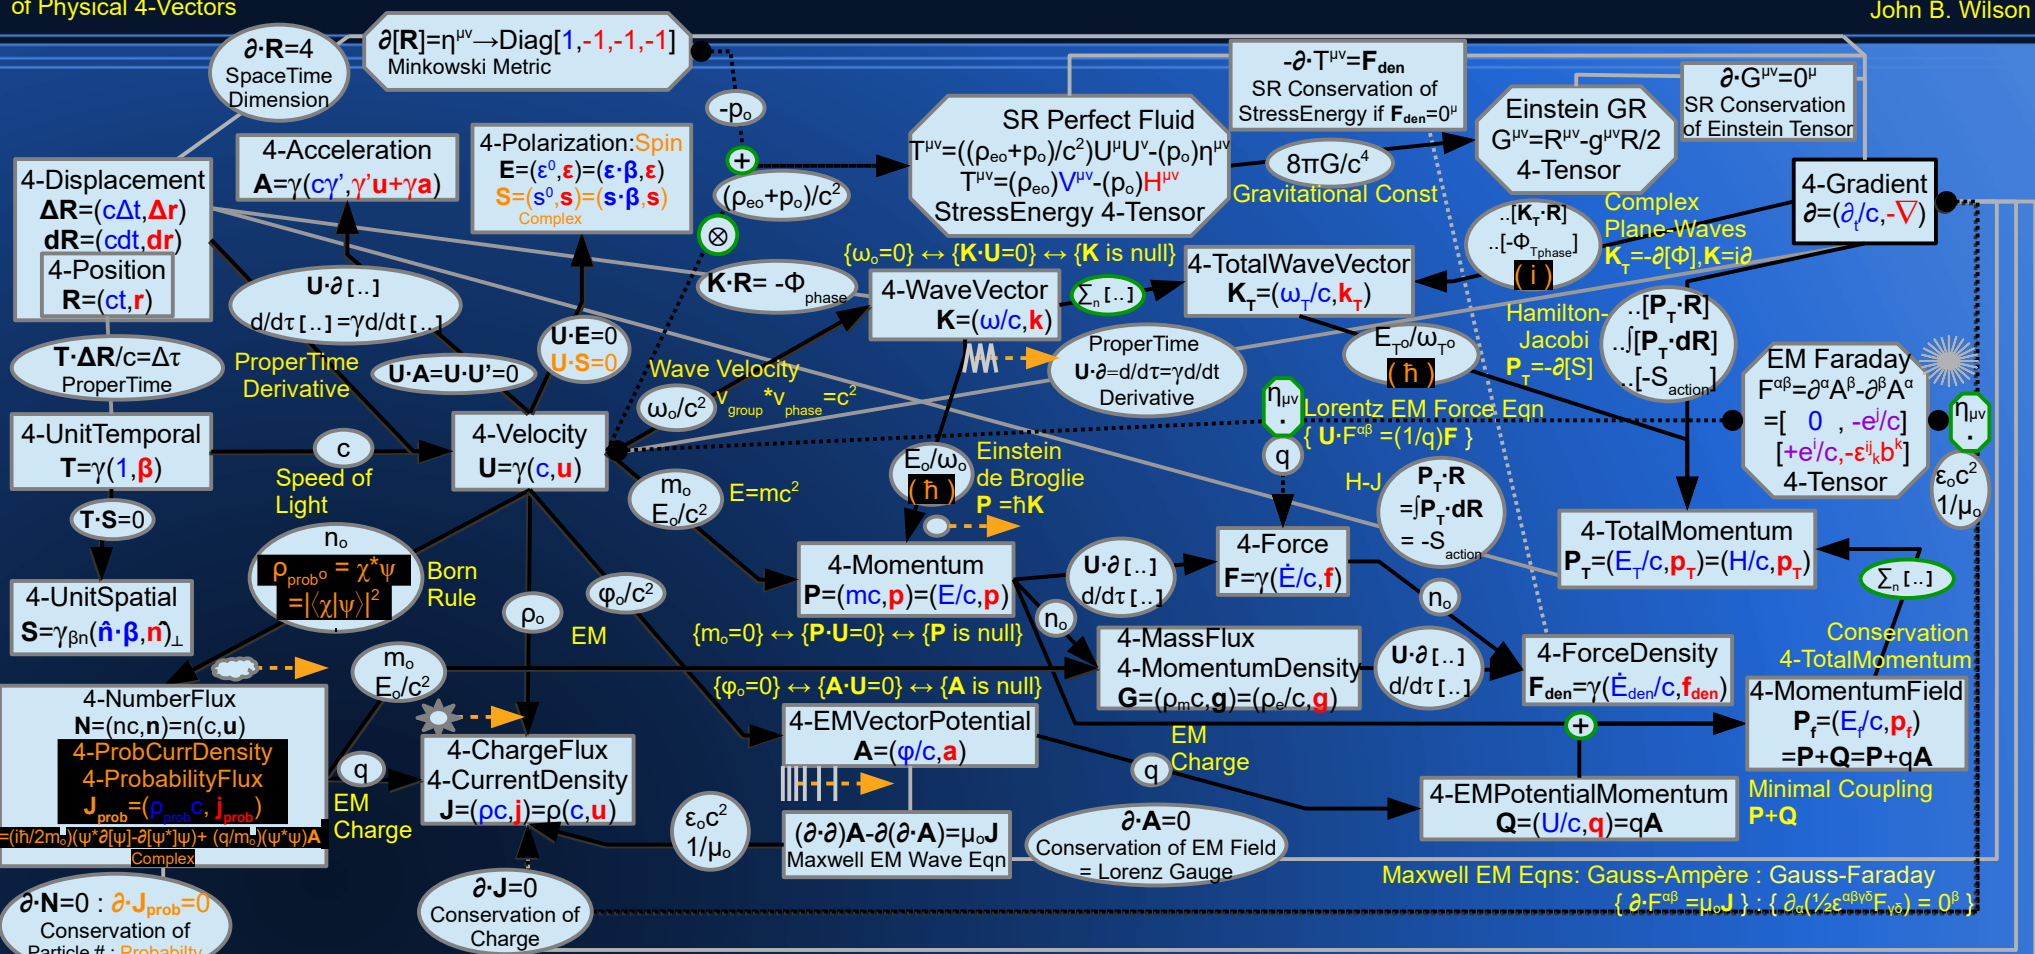 of Physical 4-Vectors
John B. Wilson
∂·R=4
SpaceTime
Dimension
∂[R]=η^μν→Diag[1,-1,-1,-1]
Minkowski Metric
-p₀
+
(ρ_eo+p_o)/c²
⊗
4-Displacement
ΔR=(cΔt,Δr)
dR=(cdt,dr)
4-Position
R=(ct,r)
4-Acceleration
A=γ(cγ',γ'u+γa)
4-Polarization:Spin
E=(ε⁰,ε)=(ε·β,ε)
S=(s⁰,s)=(s·β,s)
Complex
SR Perfect Fluid
T^μν=((ρ_eo+p_o)/c²)U^μU^ν-(p_o)η^μν
T^μν=(ρ_eo)V^μν-(p_o)H^μν
StressEnergy 4-Tensor
-∂·T^μν=F_den
SR Conservation of
StressEnergy if F_den=0^μ
8πG/c⁴
Gravitational Const
Einstein GR
G^μν=R^μν-g^μνR/2
4-Tensor
∂·G^μν=0^μ
SR Conservation
of Einstein Tensor
4-Gradient
∂=(∂_t/c,-∇)
..[K_T·R]
..[-Φ_Tphase]
( i )
Complex
Plane-Waves
K_T=-∂[Φ],K=i∂
U·∂[..]
d/dτ[..]=γd/dt[..]
ProperTime
Derivative
U·A=U·U'=0
U·E=0
U·S=0
K·R= -Φ_phase
{ω_o=0} ↔ {K·U=0} ↔ {K is null}
4-WaveVector
K=(ω/c,k)
Σ_n[..]
4-TotalWaveVector
K_T=(ω_T/c,k_T)
T·ΔR/c=Δτ
ProperTime
Wave Velocity
v_group*v_phase=c²
ω_o/c²
ProperTime
U·∂=d/dτ=γd/dt
Derivative
E_To/ω_To
( ħ )
Hamilton-
Jacobi
P_T=-∂[S]
..[P_T·R]
..∫[P_T·dR]
..[-S_action]
EM Faraday
F^αβ=∂^αA^β-∂^βA^α
=[ 0 , -e^j/c]
[+e^i/c,-ε^ij_k b^k]
4-Tensor
η_μν
·
ε_oc²
1/μ_o
4-UnitTemporal
T=γ(1,β)
c
Speed of
Light
4-Velocity
U=γ(c,u)
m_o
E_o/c²
E=mc²
E_o/ω_o
( ħ )
Einstein
de Broglie
P=ħK
η_μν
·
q
Lorentz EM Force Eqn
{ U·F^αβ =(1/q)F }
H-J
P_T·R
=∫P_T·dR
= -S_action
T·S=0
4-UnitSpatial
S=γ_βn(n̂·β,n̂)_⊥
n_o
ρ_probo = χ*ψ
=|⟨χ|ψ⟩|²
Born
Rule
ρ_o
φ_o/c²
EM
4-Momentum
P=(mc,p)=(E/c,p)
{m_o=0} ↔ {P·U=0} ↔ {P is null}
U·∂[..]
d/dτ[..]
4-Force
F=γ(Ė/c,f)
n_o
n_o
4-TotalMomentum
P_T=(E_T/c,p_T)=(H/c,p_T)
Σ_n[..]
Conservation
4-TotalMomentum
m_o
E_o/c²
{φ_o=0} ↔ {A·U=0} ↔ {A is null}
4-MassFlux
4-MomentumDensity
G=(ρ_mc,g)=(ρ_e/c,g)
U·∂[..]
d/dτ[..]
4-ForceDensity
F_den=γ(Ė_den/c,f_den)
+
4-MomentumField
P_f=(E_f/c,p_f)
=P+Q=P+qA
Minimal Coupling
P+Q
4-NumberFlux
N=(nc,n)=n(c,u)
4-ProbCurrDensity
4-ProbabilityFlux
J_prob=(ρ_probc, j_prob)
=(iħ/2m_o)(ψ*∂[ψ]-∂[ψ*]ψ)+ (q/m_o)(ψ*ψ)A
Complex
q
EM
Charge
4-ChargeFlux
4-CurrentDensity
J=(ρc,j)=ρ(c,u)
4-EMVectorPotential
A=(φ/c,a)
EM
Charge
q
4-EMPotentialMomentum
Q=(U/c,q)=qA
ε_oc²
1/μ_o
(∂·∂)A-∂(∂·A)=μ_oJ
Maxwell EM Wave Eqn
∂·A=0
Conservation of EM Field
= Lorenz Gauge
∂·N=0 : ∂·J_prob=0
Conservation of
Particle # : Probabilty
∂·J=0
Conservation of
Charge
Maxwell EM Eqns: Gauss-Ampère : Gauss-Faraday
{ ∂·F^αβ =μ_oJ } : { ∂_α(½ε^αβγδF_γδ) = 0^β }